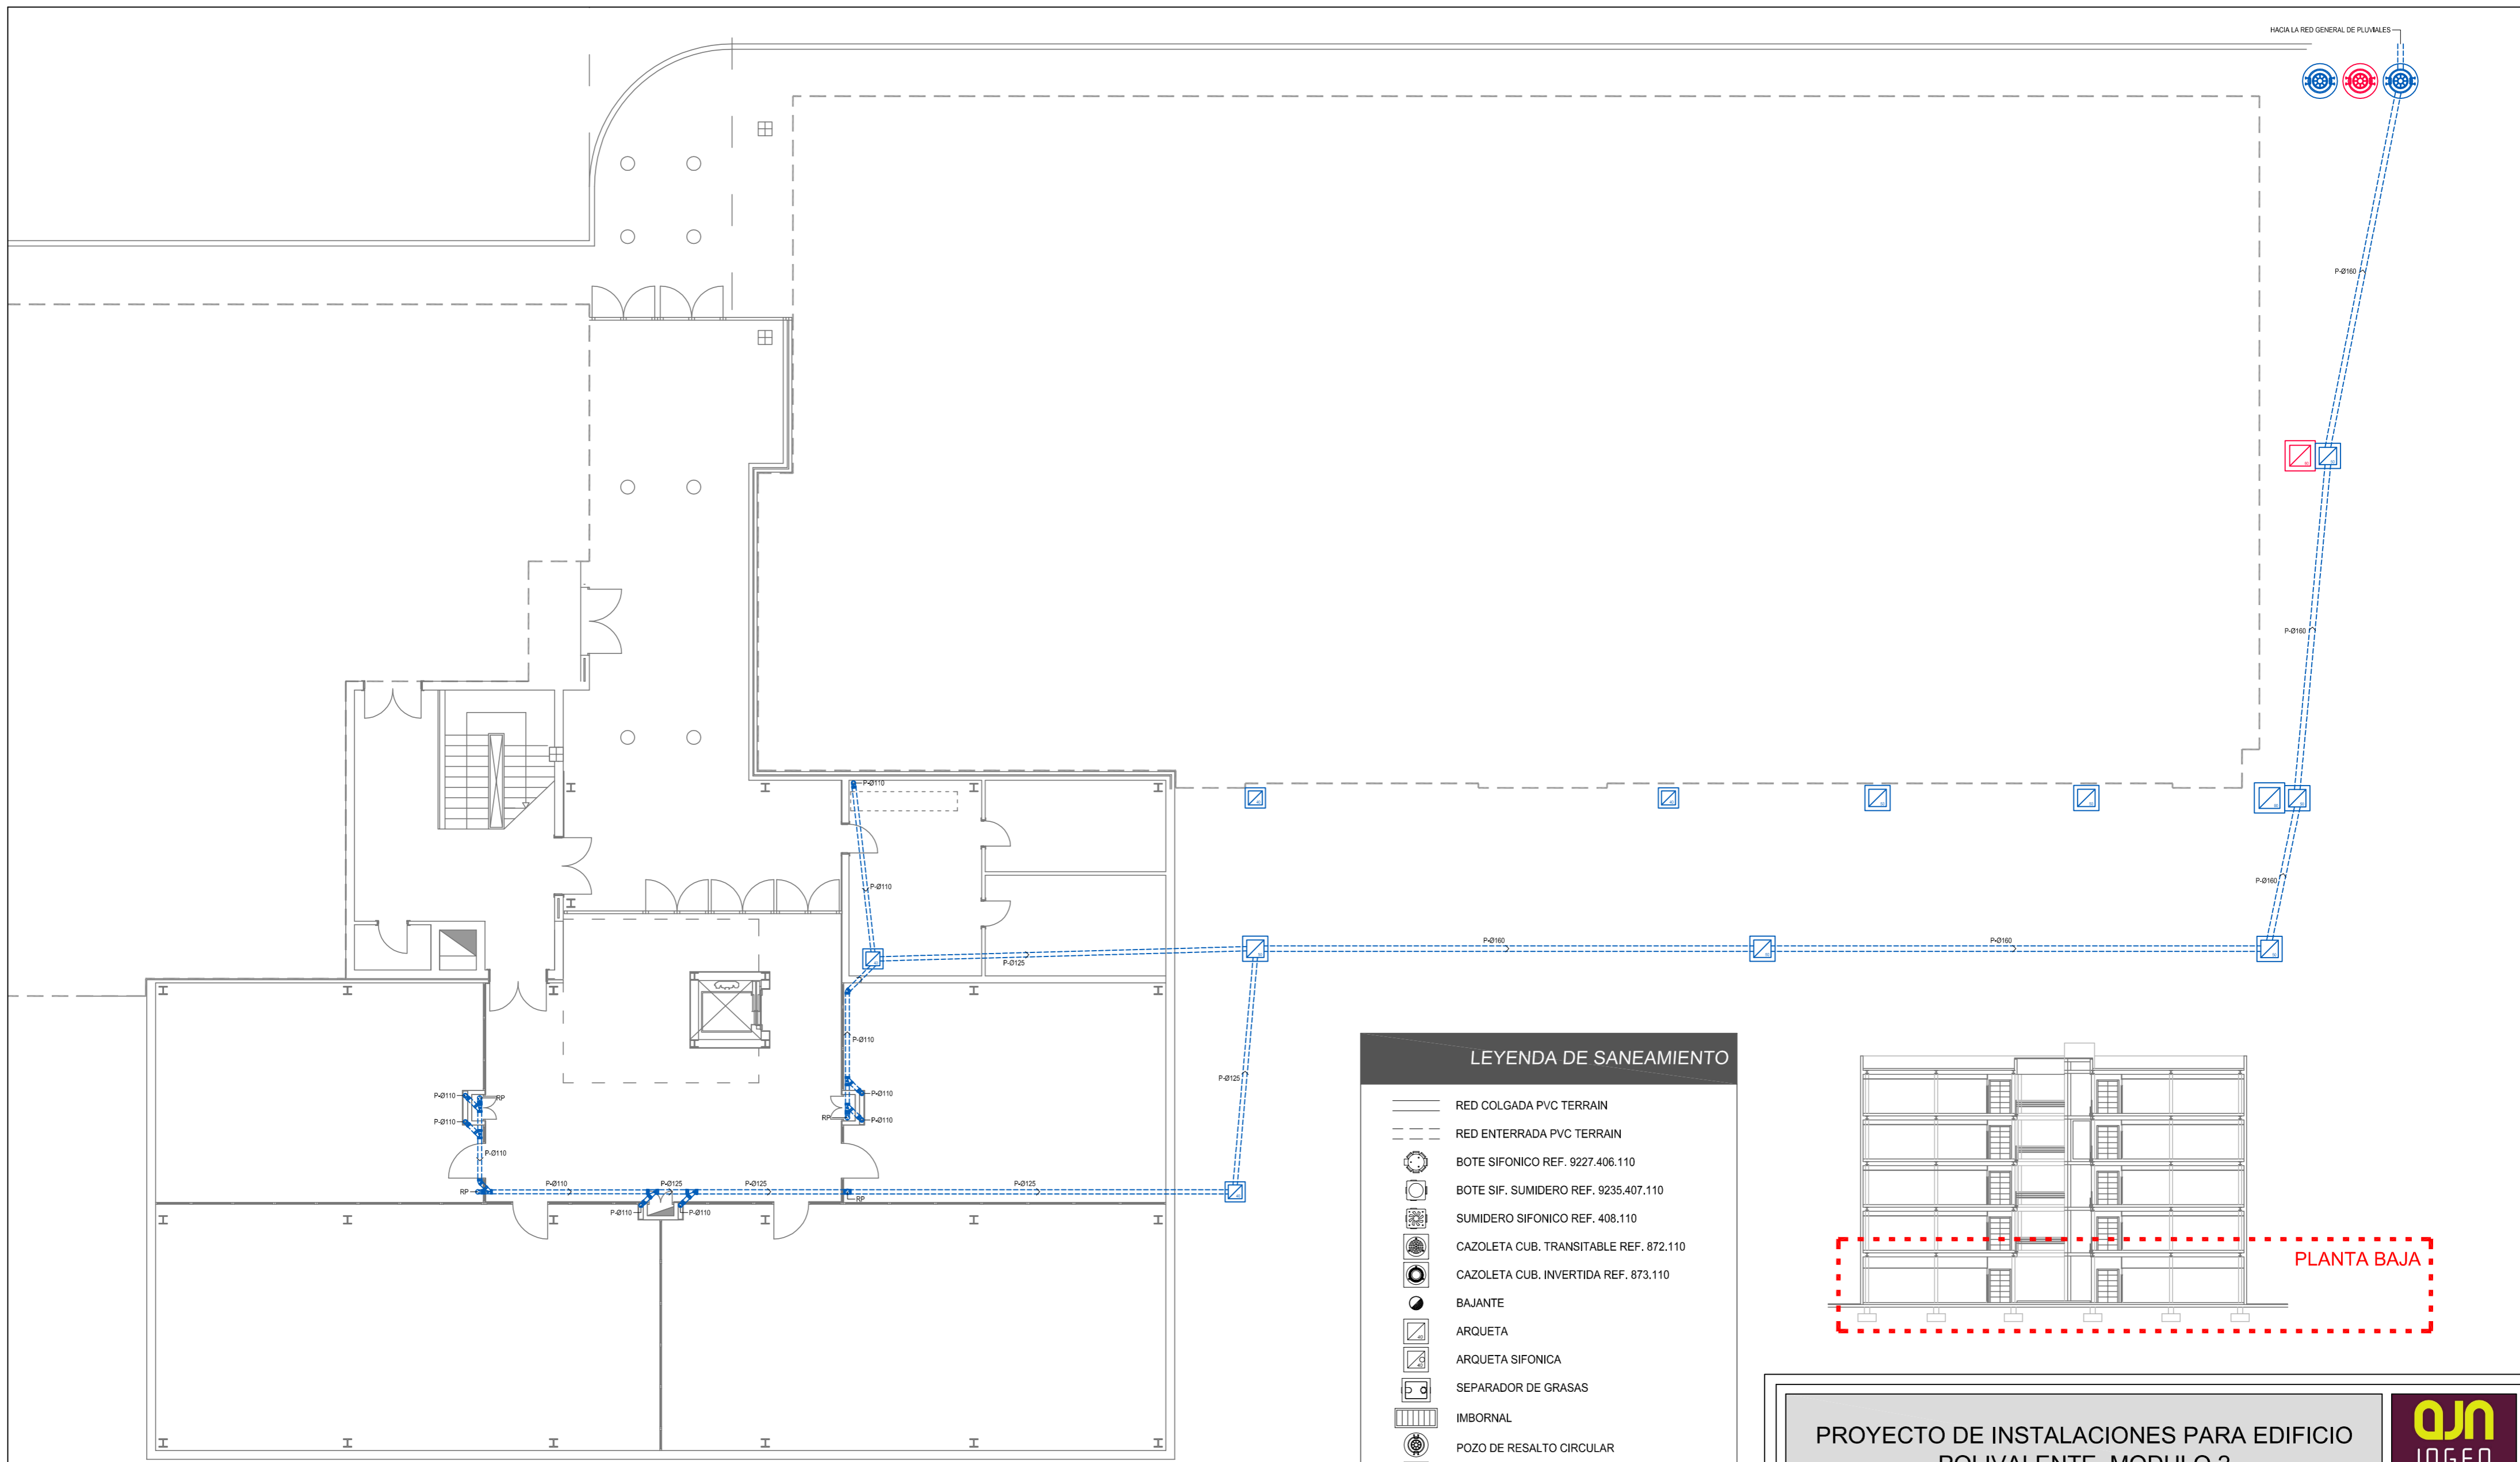 HACIA LA RED GENERAL DE PLUVIALES
P-Ø160
P-Ø160
P-Ø110
P-Ø110
P-Ø160
P-Ø160
P-Ø160
P-Ø125
P-Ø110
P-Ø125
P-Ø110
RP
P-Ø110
RP
P-Ø110
P-Ø110
P-Ø110
RP
P-Ø110
P-Ø125
P-Ø125
P-Ø125
RP
P-Ø110
P-Ø110
LEYENDA DE SANEAMIENTO
RED COLGADA PVC TERRAIN
RED ENTERRADA PVC TERRAIN
BOTE SIFONICO REF. 9227.406.110
BOTE SIF. SUMIDERO REF. 9235.407.110
SUMIDERO SIFONICO REF. 408.110
CAZOLETA CUB. TRANSITABLE REF. 872.110
CAZOLETA CUB. INVERTIDA REF. 873.110
BAJANTE
ARQUETA
ARQUETA SIFONICA
SEPARADOR DE GRASAS
IMBORNAL
POZO DE RESALTO CIRCULAR
PLANTA BAJA
PROYECTO DE INSTALACIONES PARA EDIFICIO
POLIVALENTE. MODULO 2